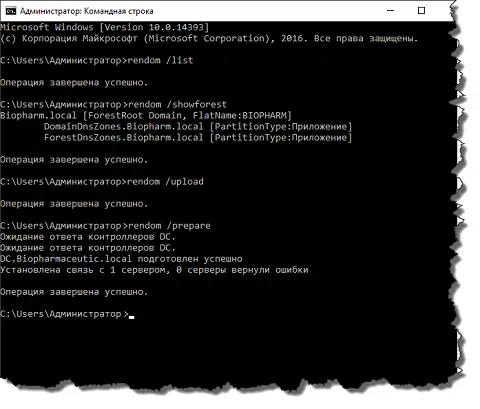 Администратор: Командная строка
Microsoft Windows [Version 10.0.14393]
(c) Корпорация Майкрософт (Microsoft Corporation), 2016. Все права защищены.
C:\Users\Администратор>rendom /list
Операция завершена успешно.
C:\Users\Администратор>rendom /showforest
Biopharm.local [ForestRoot Domain, FlatName:BIOPHARM]
DomainDnsZones.Biopharm.local [PartitionType:Приложение]
ForestDnsZones.Biopharm.local [PartitionType:Приложение]
Операция завершена успешно.
C:\Users\Администратор>rendom /upload
Операция завершена успешно.
C:\Users\Администратор>rendom /prepare
Ожидание ответа контроллеров DC.
Ожидание ответа контроллеров DC.
DC.Biopharmaceutic.local подготовлен успешно
Установлена связь с 1 сервером, 0 серверы вернули ошибки
Операция завершена успешно.
C:\Users\Администратор>